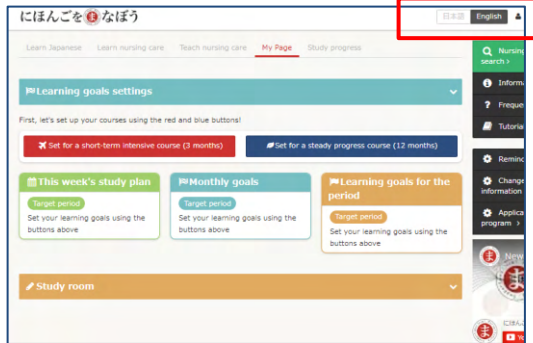 にほんごをまなぼう
日本語 English
Learn Japanese Learn nursing care Teach nursing care My Page Study progress
Nursing
search >
Learning goals settings
Informa
First, let's set up your courses using the red and blue buttons!
Freque
Tutoria
Set for a short-term intensive course (3 months) Set for a steady progress course (12 months)
Remind
This week's study plan
Target period
Set your learning goals using the
buttons above
Monthly goals
Target period
Set your learning goals using the
buttons above
Learning goals for the
period
Target period
Set your learning goals using the
buttons above
Change
information
Applica
program >
New
ま
Study room